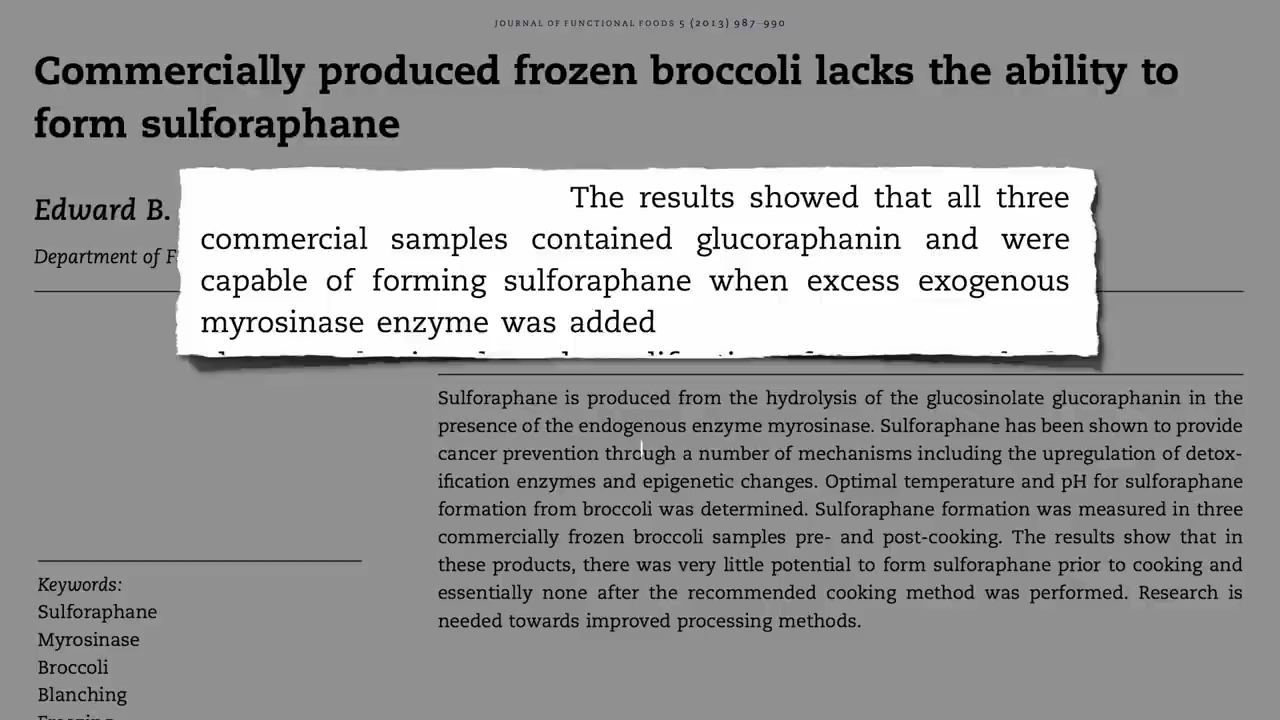 JOURNAL OF FUNCTIONAL FOODS 5 (2013) 987–990
Commercially produced frozen broccoli lacks the ability to
form sulforaphane
Edward B.
Department of F
The results showed that all three
commercial samples contained glucoraphanin and were
capable of forming sulforaphane when excess exogenous
myrosinase enzyme was added
Sulforaphane is produced from the hydrolysis of the glucosinolate glucoraphanin in the
presence of the endogenous enzyme myrosinase. Sulforaphane has been shown to provide
cancer prevention through a number of mechanisms including the upregulation of detox-
ification enzymes and epigenetic changes. Optimal temperature and pH for sulforaphane
formation from broccoli was determined. Sulforaphane formation was measured in three
commercially frozen broccoli samples pre- and post-cooking. The results show that in
these products, there was very little potential to form sulforaphane prior to cooking and
essentially none after the recommended cooking method was performed. Research is
needed towards improved processing methods.
Keywords:
Sulforaphane
Myrosinase
Broccoli
Blanching